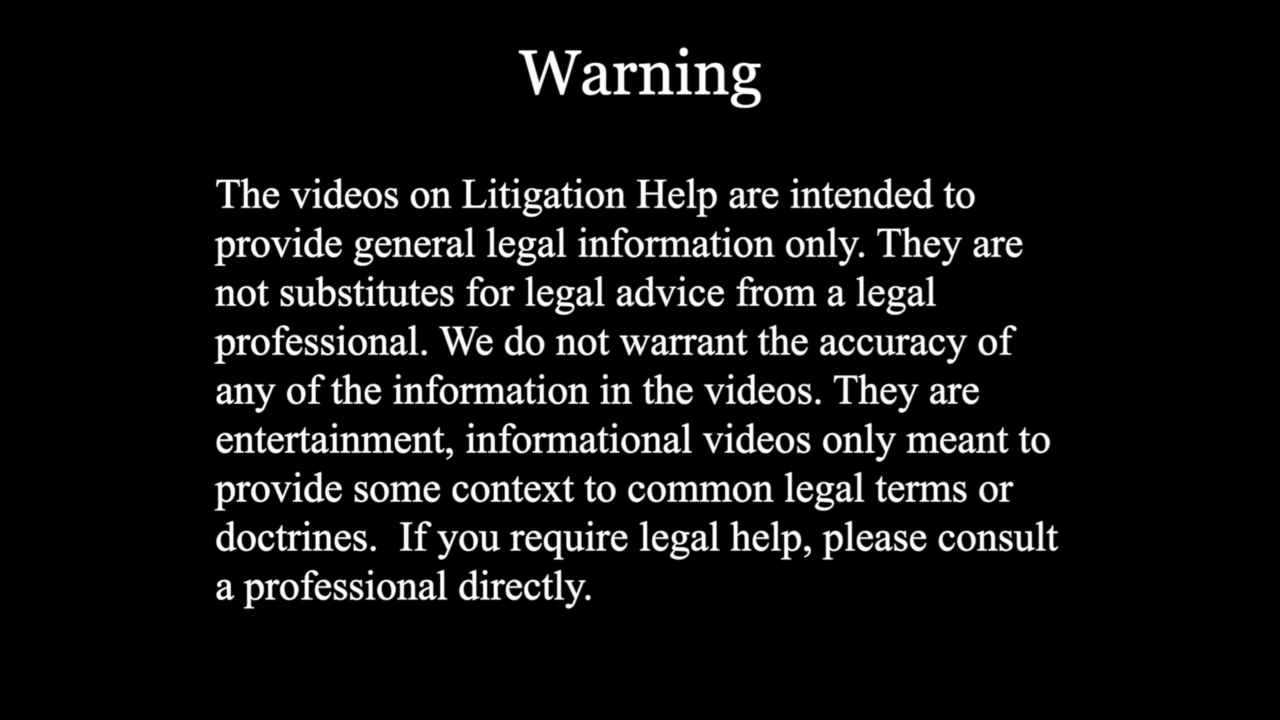 Warning
The videos on Litigation Help are intended to
provide general legal information only. They are
not substitutes for legal advice from a legal
professional. We do not warrant the accuracy of
any of the information in the videos. They are
entertainment, informational videos only meant to
provide some context to common legal terms or
doctrines.  If you require legal help, please consult
a professional directly.